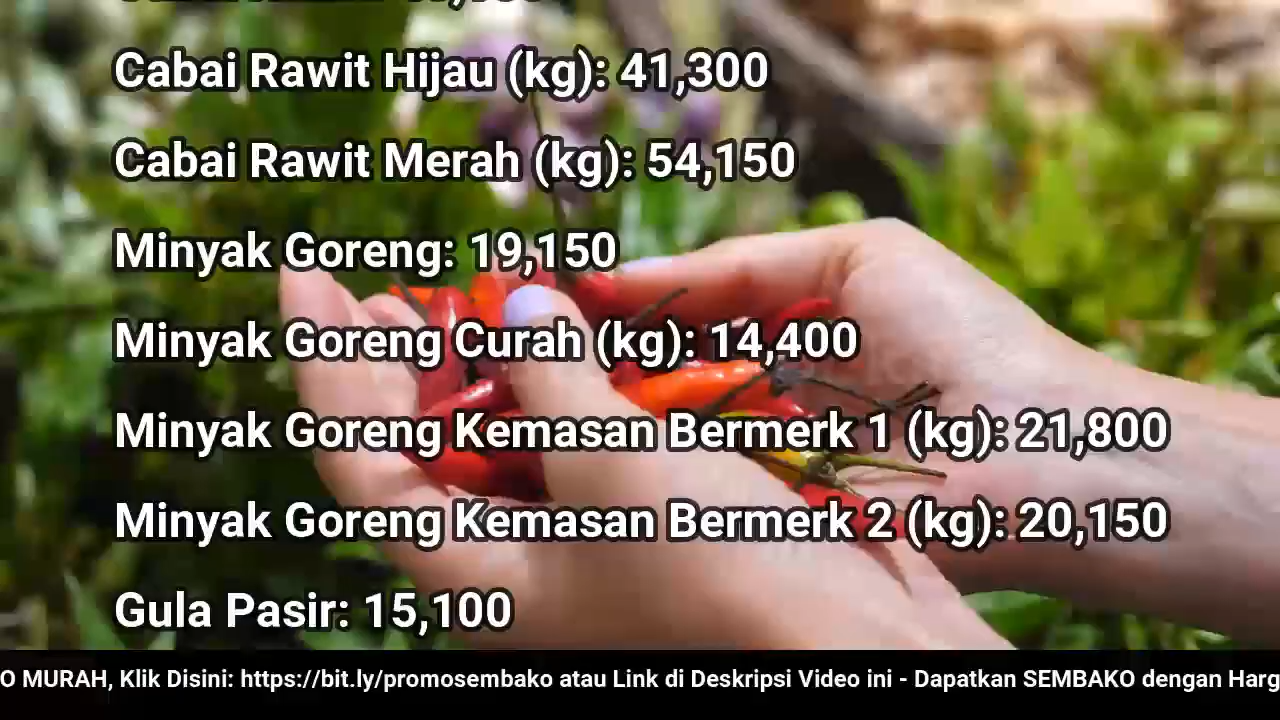 Cabai Rawit Hijau (kg): 41,300
Cabai Rawit Merah (kg): 54,150
Minyak Goreng: 19,150
Minyak Goreng Curah (kg): 14,400
Minyak Goreng Kemasan Bermerk 1 (kg): 21,800
Minyak Goreng Kemasan Bermerk 2 (kg): 20,150
Gula Pasir: 15,100
O MURAH, Klik Disini: https://bit.ly/promosembako atau Link di Deskripsi Video ini - Dapatkan SEMBAKO dengan Harg